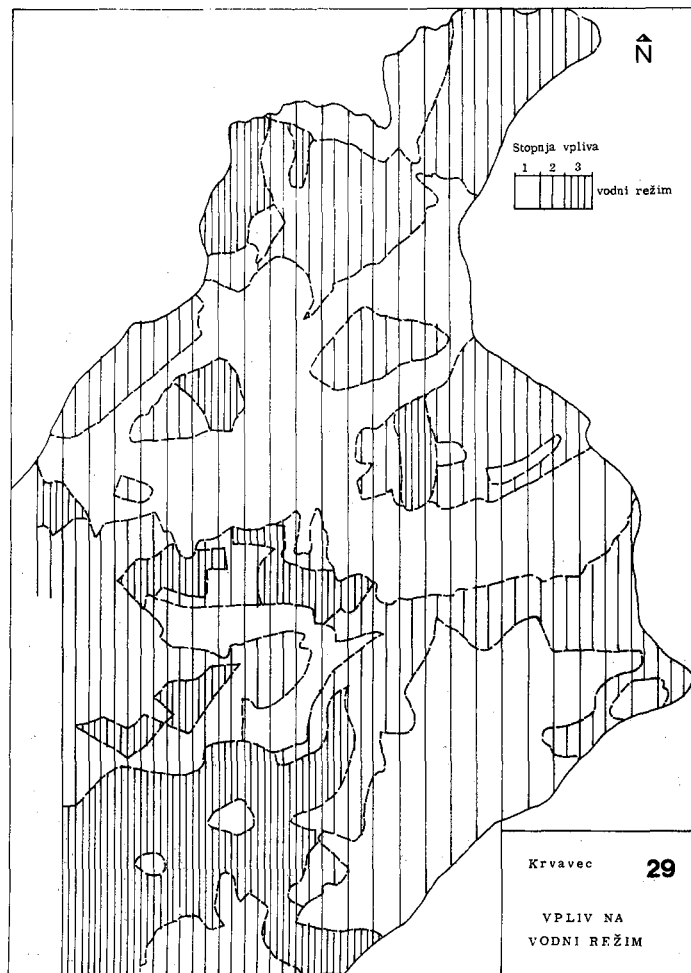 N
Stopnja vpliva
1 2 3
vodni režim
Krvavec 29
VPLIV NA
VODNI REŽIM